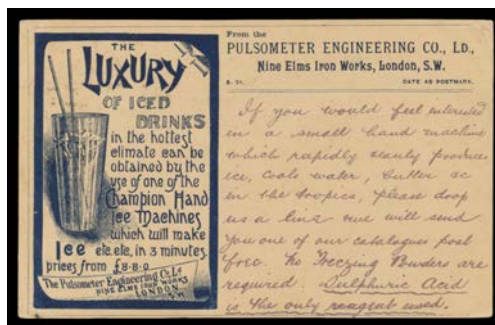 THE
LUXURY
OF ICED
DRINKS
in the hottest
climate can be
obtained by the
use of one of the
Champion Hand
Ice Machines
which will make
Ice etc. etc. in 3 minutes.
prices from £8-8-0
The Pulsometer Engineering Co Ld
NINE ELMS IRON WORKS
LONDON
S.W.
From the
PULSOMETER ENGINEERING CO., LD.,
Nine Elms Iron Works, London, S.W.
DATE AS POSTMARK.
If you would feel interested
in a small hand machine
which rapidly produces
ice, cools water, butter &c
in the tropics, please drop
us a line & we will send
you one of our catalogues post
free. No Freezing Powders are
required. Sulphuric Acid
is the only reagent used.